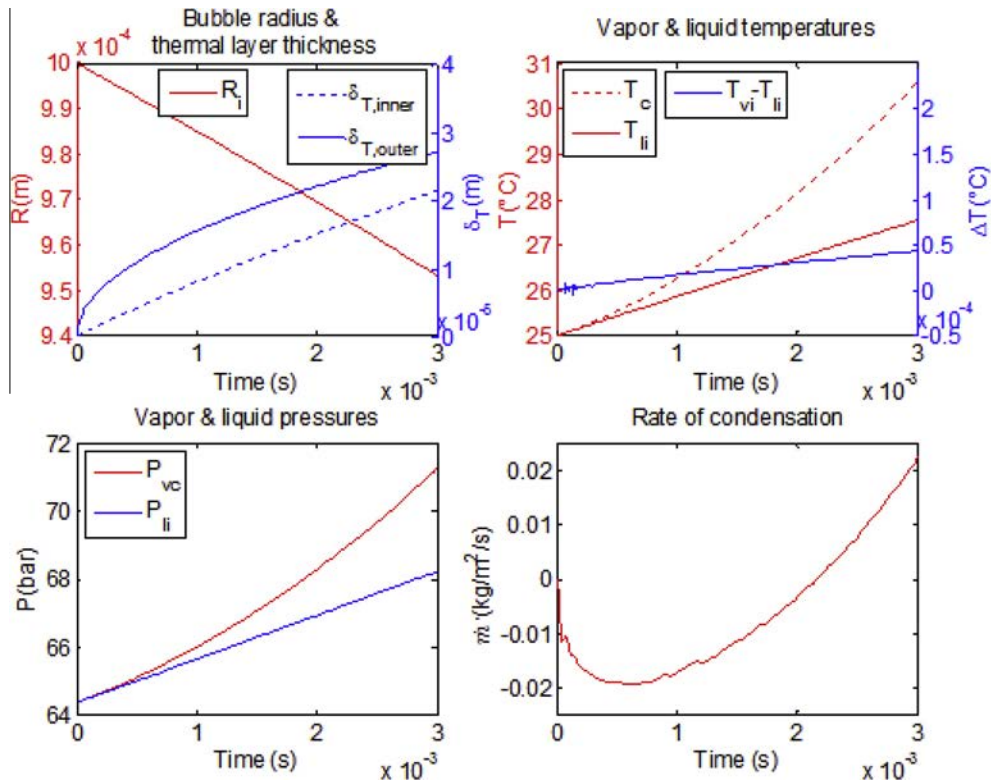 Bubble radius &
thermal layer thickness
x 10⁻⁴
10
9.9
9.8
9.7
9.6
9.5
9.4
R(m)
R_i
δ_T,inner
δ_T,outer
4
3
2
1
0
x 10⁻⁵
δ_T(m)
0 1 2 3
Time (s)
x 10⁻³
Vapor & liquid temperatures
31
30
29
28
27
26
25
T(°C)
T_c
T_li
T_vi-T_li
2
1.5
1
0.5
0
-0.5
x 10⁻⁴
ΔT(°C)
0 1 2 3
Time (s)
x 10⁻³
Vapor & liquid pressures
72
70
68
66
64
P(bar)
P_vc
P_li
0 1 2 3
Time (s)
x 10⁻³
Rate of condensation
0.02
0.01
0
-0.01
-0.02
ṁ·(kg/m²/s)
0 1 2 3
Time (s)
x 10⁻³